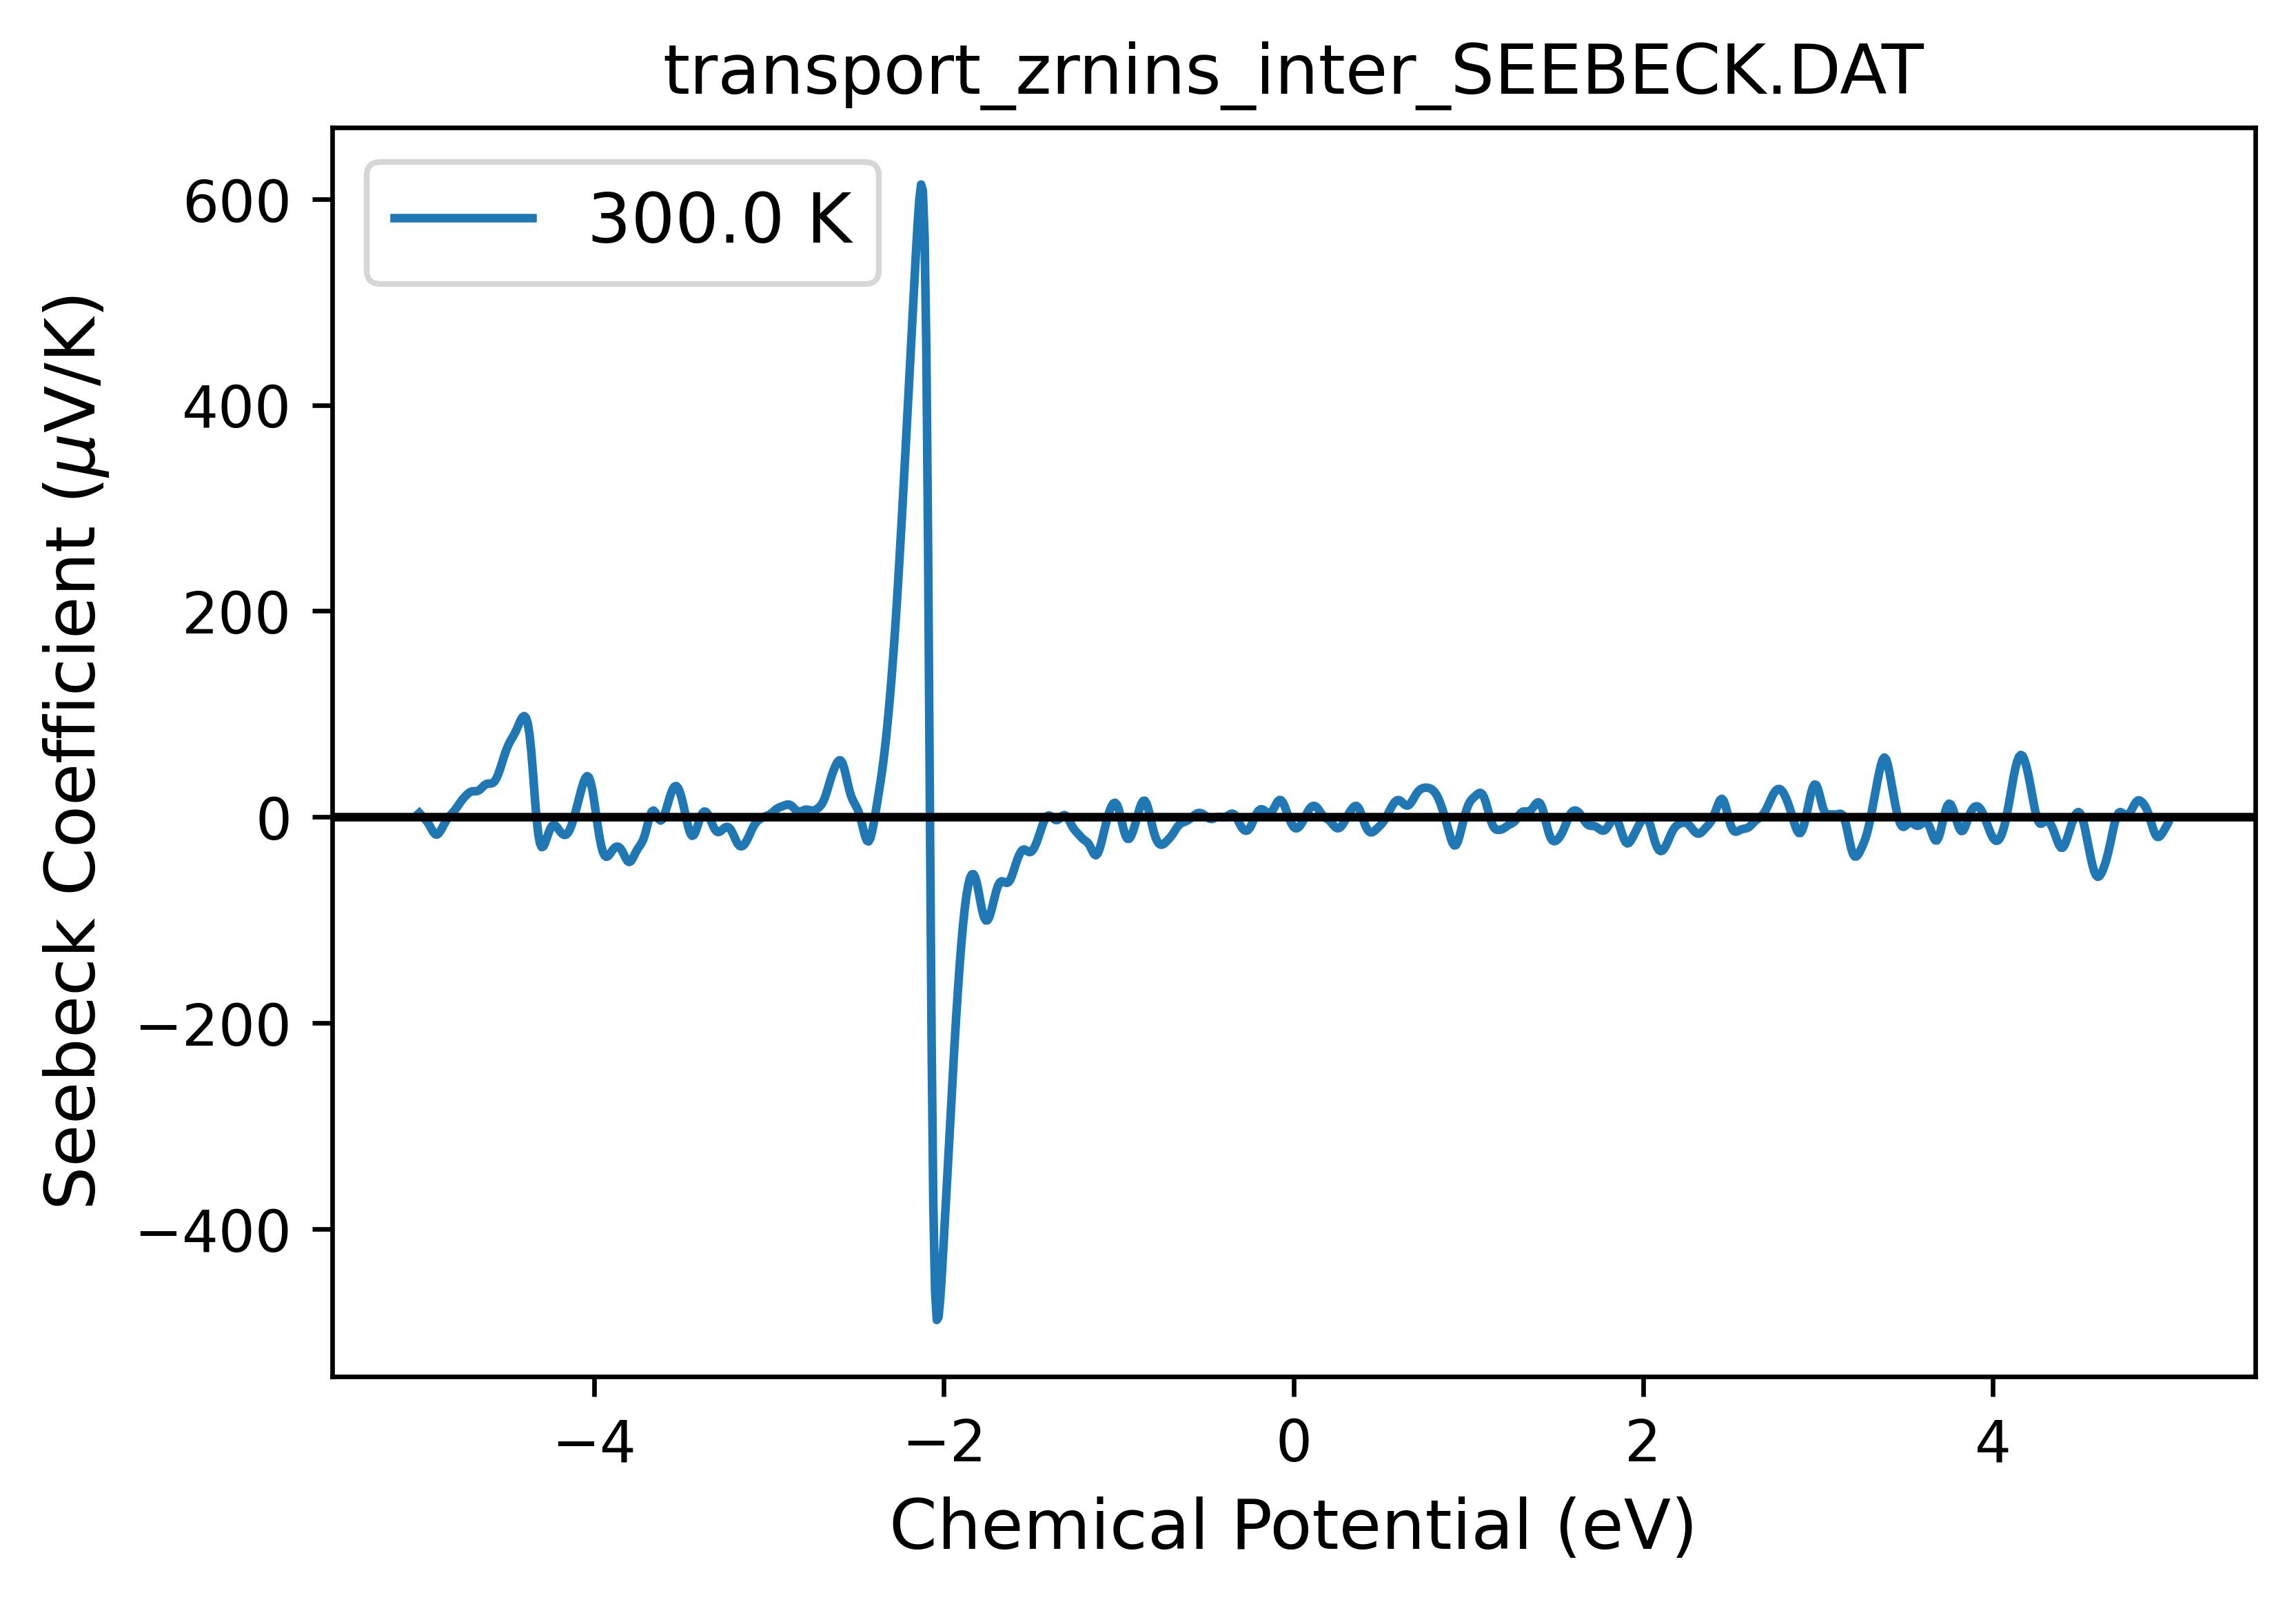 transport_zrnins_inter_SEEBECK.DAT
300.0 K
Seebeck Coefficient (μV/K)
600
400
200
0
−200
−400
−4
−2
0
2
4
Chemical Potential (eV)